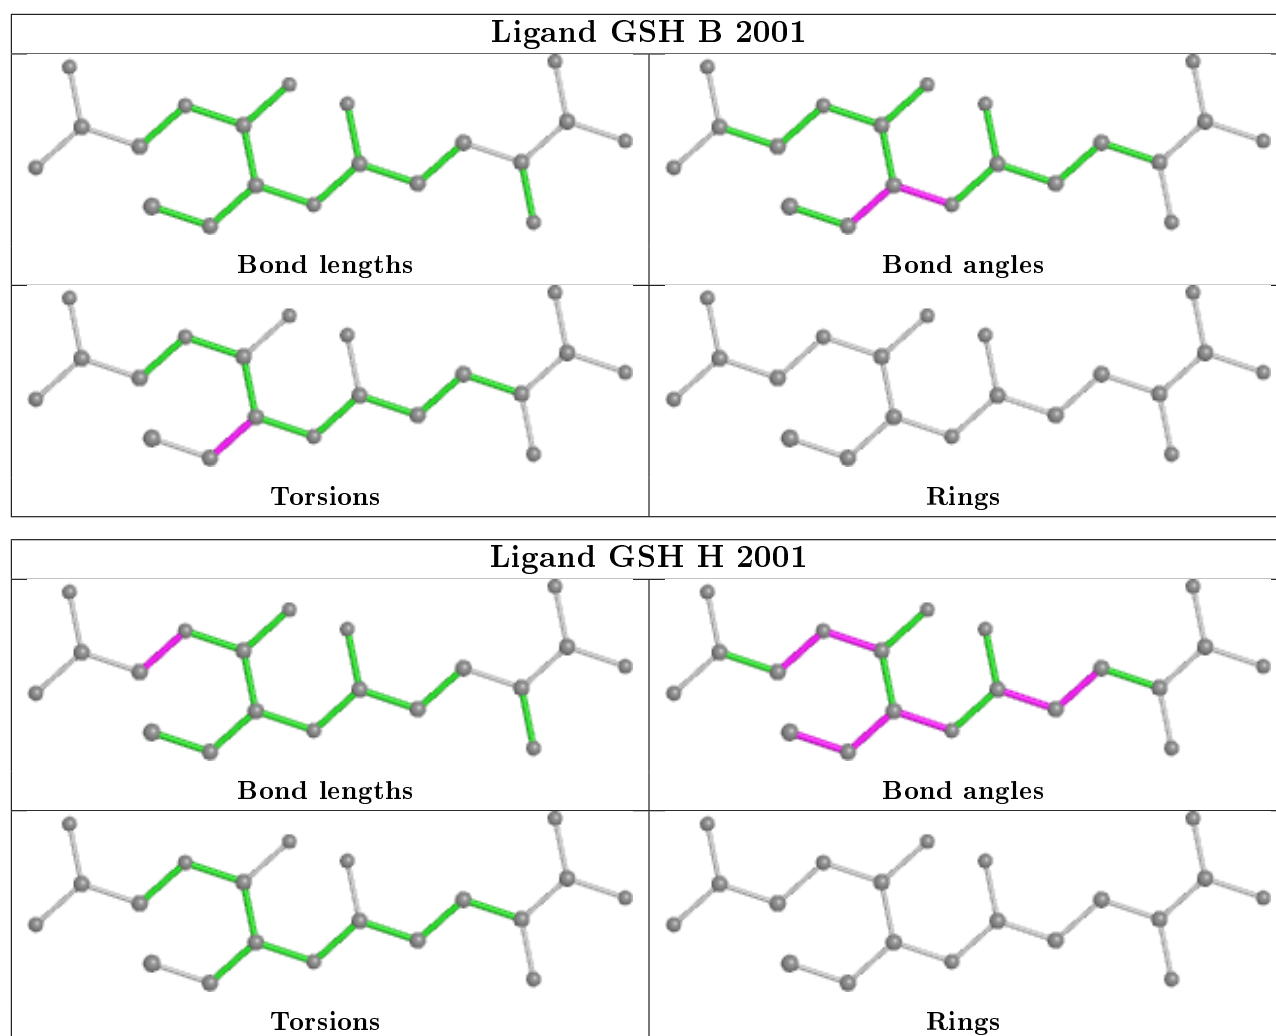 Ligand GSH B 2001
Bond lengths
Bond angles
Torsions
Rings
Ligand GSH H 2001
Bond lengths
Bond angles
Torsions
Rings